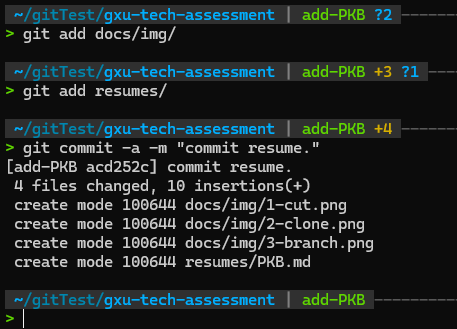 ~/gitTest/gxu-tech-assessment | add-PKB ?2
> git add docs/img/
~/gitTest/gxu-tech-assessment | add-PKB +3 ?1
> git add resumes/
~/gitTest/gxu-tech-assessment | add-PKB +4
> git commit -a -m "commit resume."
[add-PKB acd252c] commit resume.
4 files changed, 10 insertions(+)
create mode 100644 docs/img/1-cut.png
create mode 100644 docs/img/2-clone.png
create mode 100644 docs/img/3-branch.png
create mode 100644 resumes/PKB.md
~/gitTest/gxu-tech-assessment | add-PKB
>